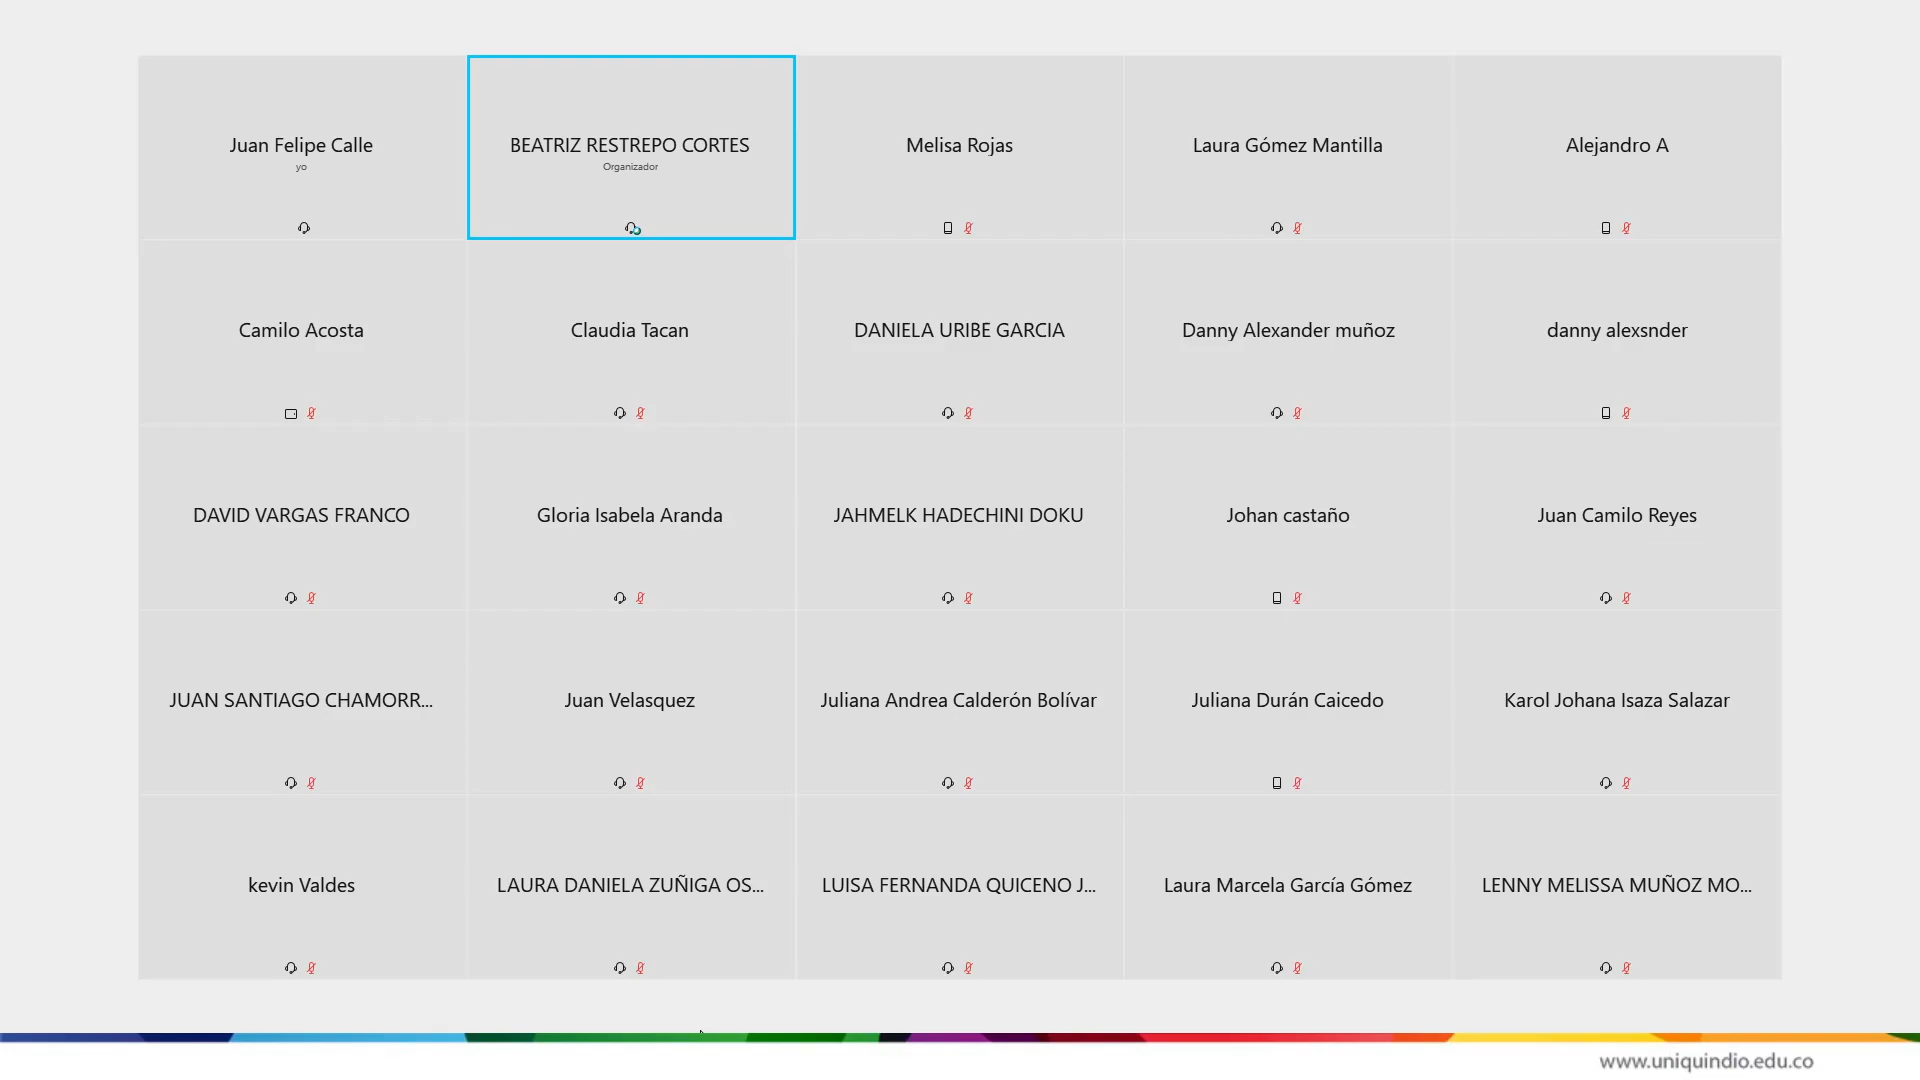 Juan Felipe Calle
yo
BEATRIZ RESTREPO CORTES
Organizador
Melisa Rojas
Laura Gómez Mantilla
Alejandro A
Camilo Acosta
Claudia Tacan
DANIELA URIBE GARCIA
Danny Alexander muñoz
danny alexsnder
DAVID VARGAS FRANCO
Gloria Isabela Aranda
JAHMELK HADECHINI DOKU
Johan castaño
Juan Camilo Reyes
JUAN SANTIAGO CHAMORR...
Juan Velasquez
Juliana Andrea Calderón Bolívar
Juliana Durán Caicedo
Karol Johana Isaza Salazar
kevin Valdes
LAURA DANIELA ZUÑIGA OS...
LUISA FERNANDA QUICENO J...
Laura Marcela García Gómez
LENNY MELISSA MUÑOZ MO...
www.uniquindio.edu.co